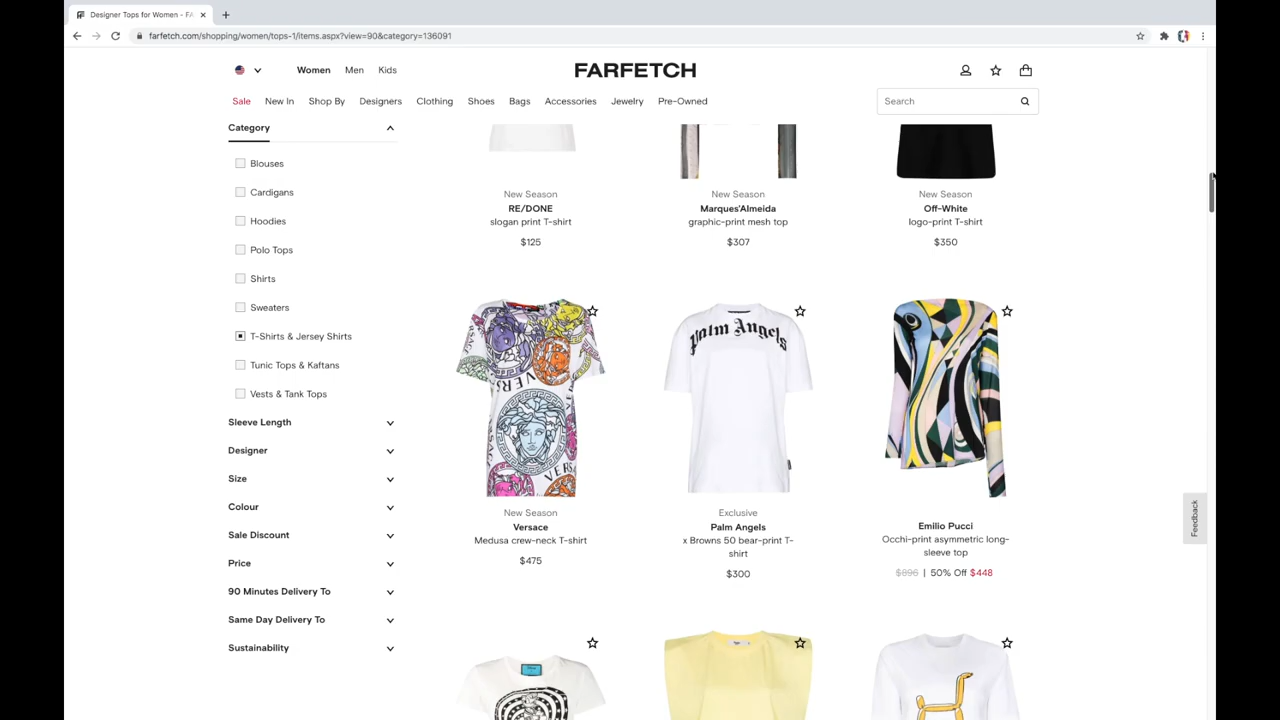 Designer Tops for Women - FA
farfetch.com/shopping/women/tops-1/items.aspx?view=90&category=136091
Women Men Kids
FARFETCH
Sale New In Shop By Designers Clothing Shoes Bags Accessories Jewelry Pre-Owned
Search
Category
Blouses
Cardigans
Hoodies
Polo Tops
Shirts
Sweaters
T-Shirts & Jersey Shirts
Tunic Tops & Kaftans
Vests & Tank Tops
Sleeve Length
Designer
Size
Colour
Sale Discount
Price
90 Minutes Delivery To
Same Day Delivery To
Sustainability
New Season
RE/DONE
slogan print T-shirt
$125
New Season
Marques'Almeida
graphic-print mesh top
$307
New Season
Off-White
logo-print T-shirt
$350
New Season
Versace
Medusa crew-neck T-shirt
$475
Palm Angels
Exclusive
Palm Angels
x Browns 50 bear-print T-
shirt
$300
Emilio Pucci
Occhi-print asymmetric long-
sleeve top
$896 | 50% Off $448
Feedback